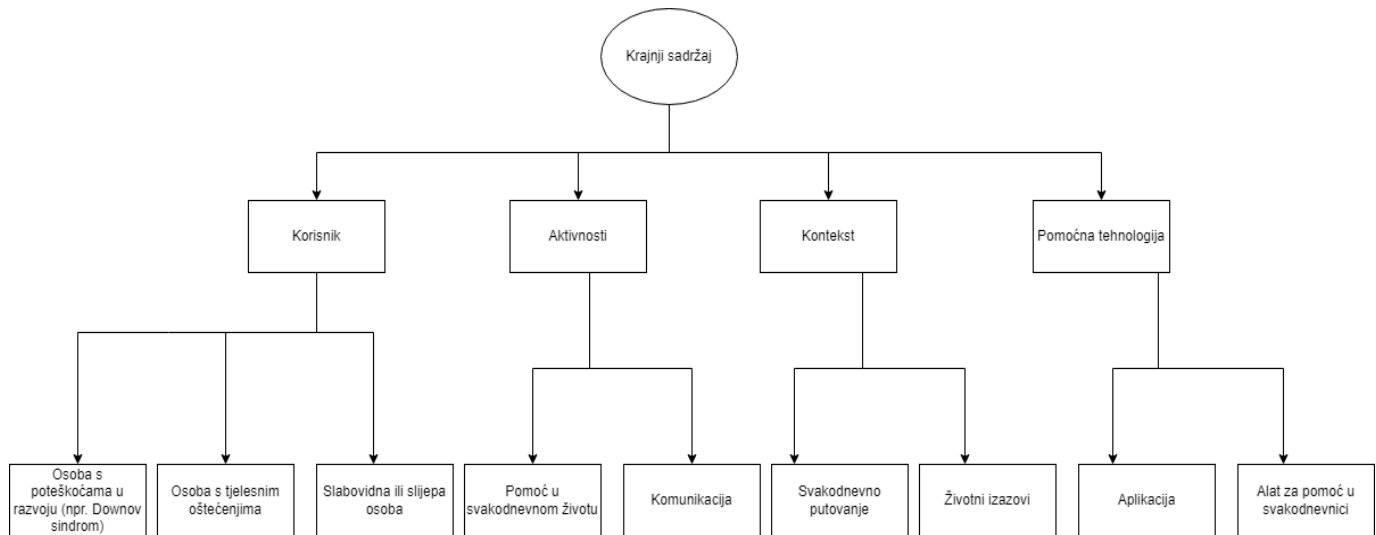 Krajnji sadržaj
Korisnik
Aktivnosti
Kontekst
Pomoćna tehnologija
Osoba s
poteškoćama u
razvoju (npr. Downov
sindrom)
Osoba s tjelesnim
oštećenjima
Slabovidna ili slijepa
osoba
Pomoć u
svakodnevnom životu
Komunikacija
Svakodnevno
putovanje
Životni izazovi
Aplikacija
Alat za pomoć u
svakodnevnici